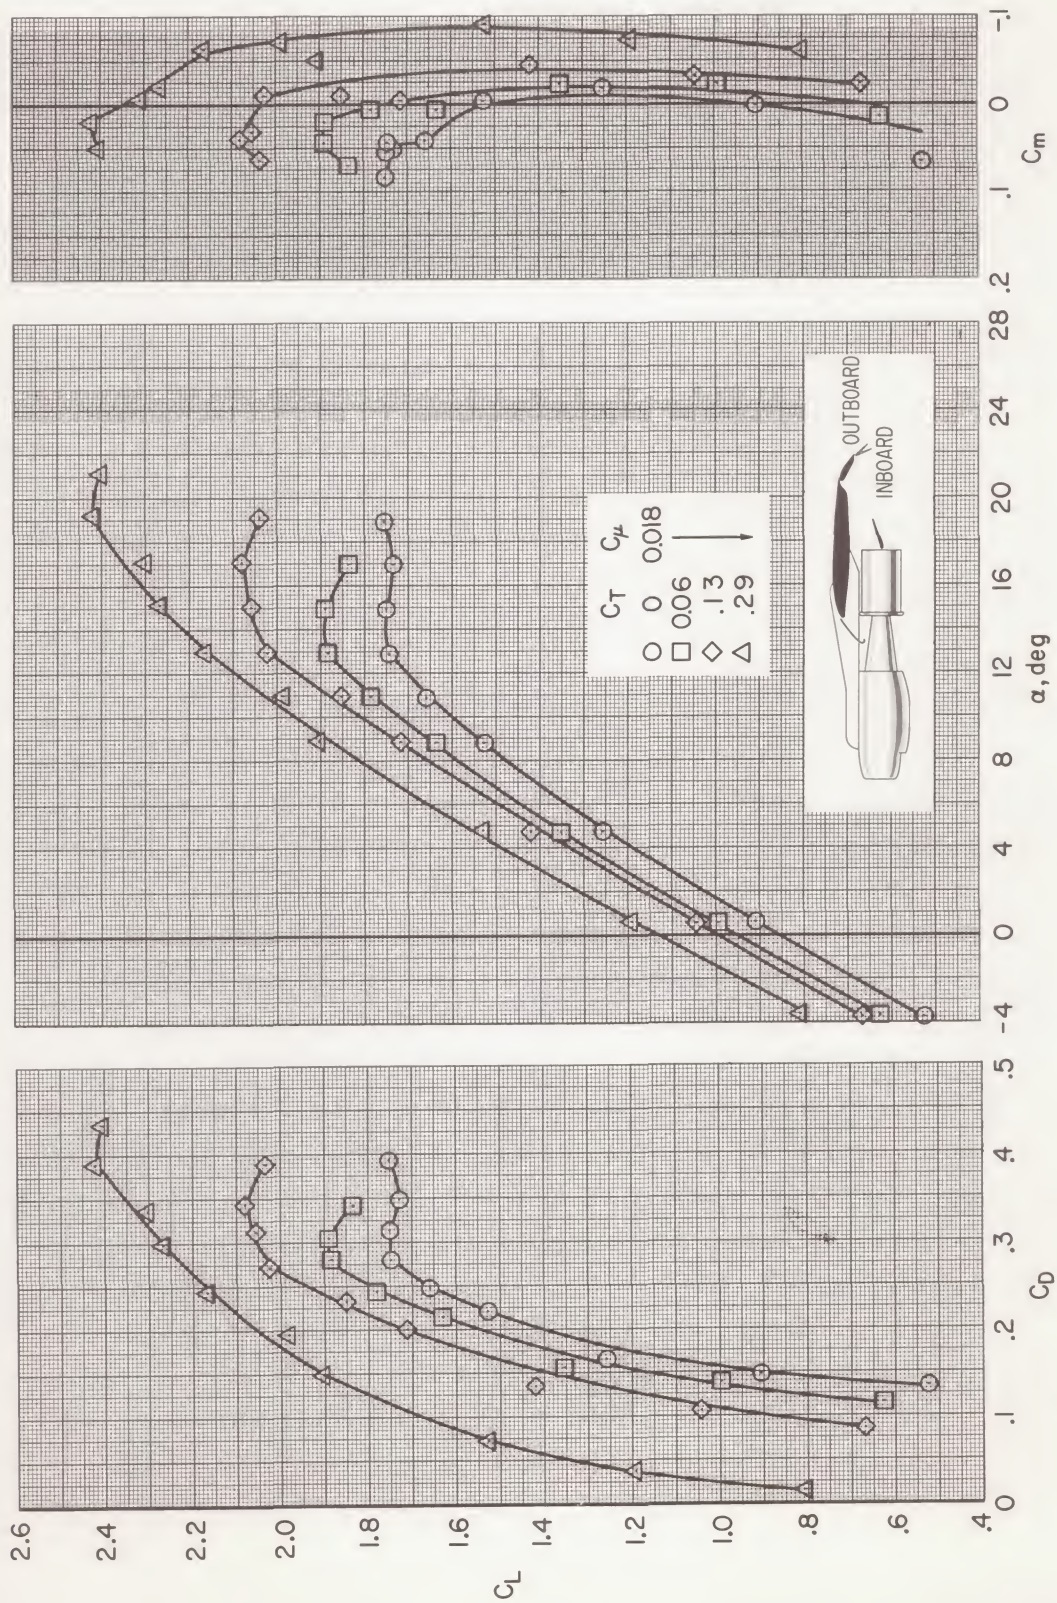 2.6
2.4
2.2
2.0
1.8
1.6
1.4
1.2
1.0
.8
.6
.4
C_L
0 .1 .2 .3 .4 .5
C_D
-4 0 4 8 12 16 20 24 28
α, deg
.2 .1 0 -.1
C_m
C_T C_μ
○ 0 0.018
□ 0.06
◇ .13
△ .29
OUTBOARD
INBOARD